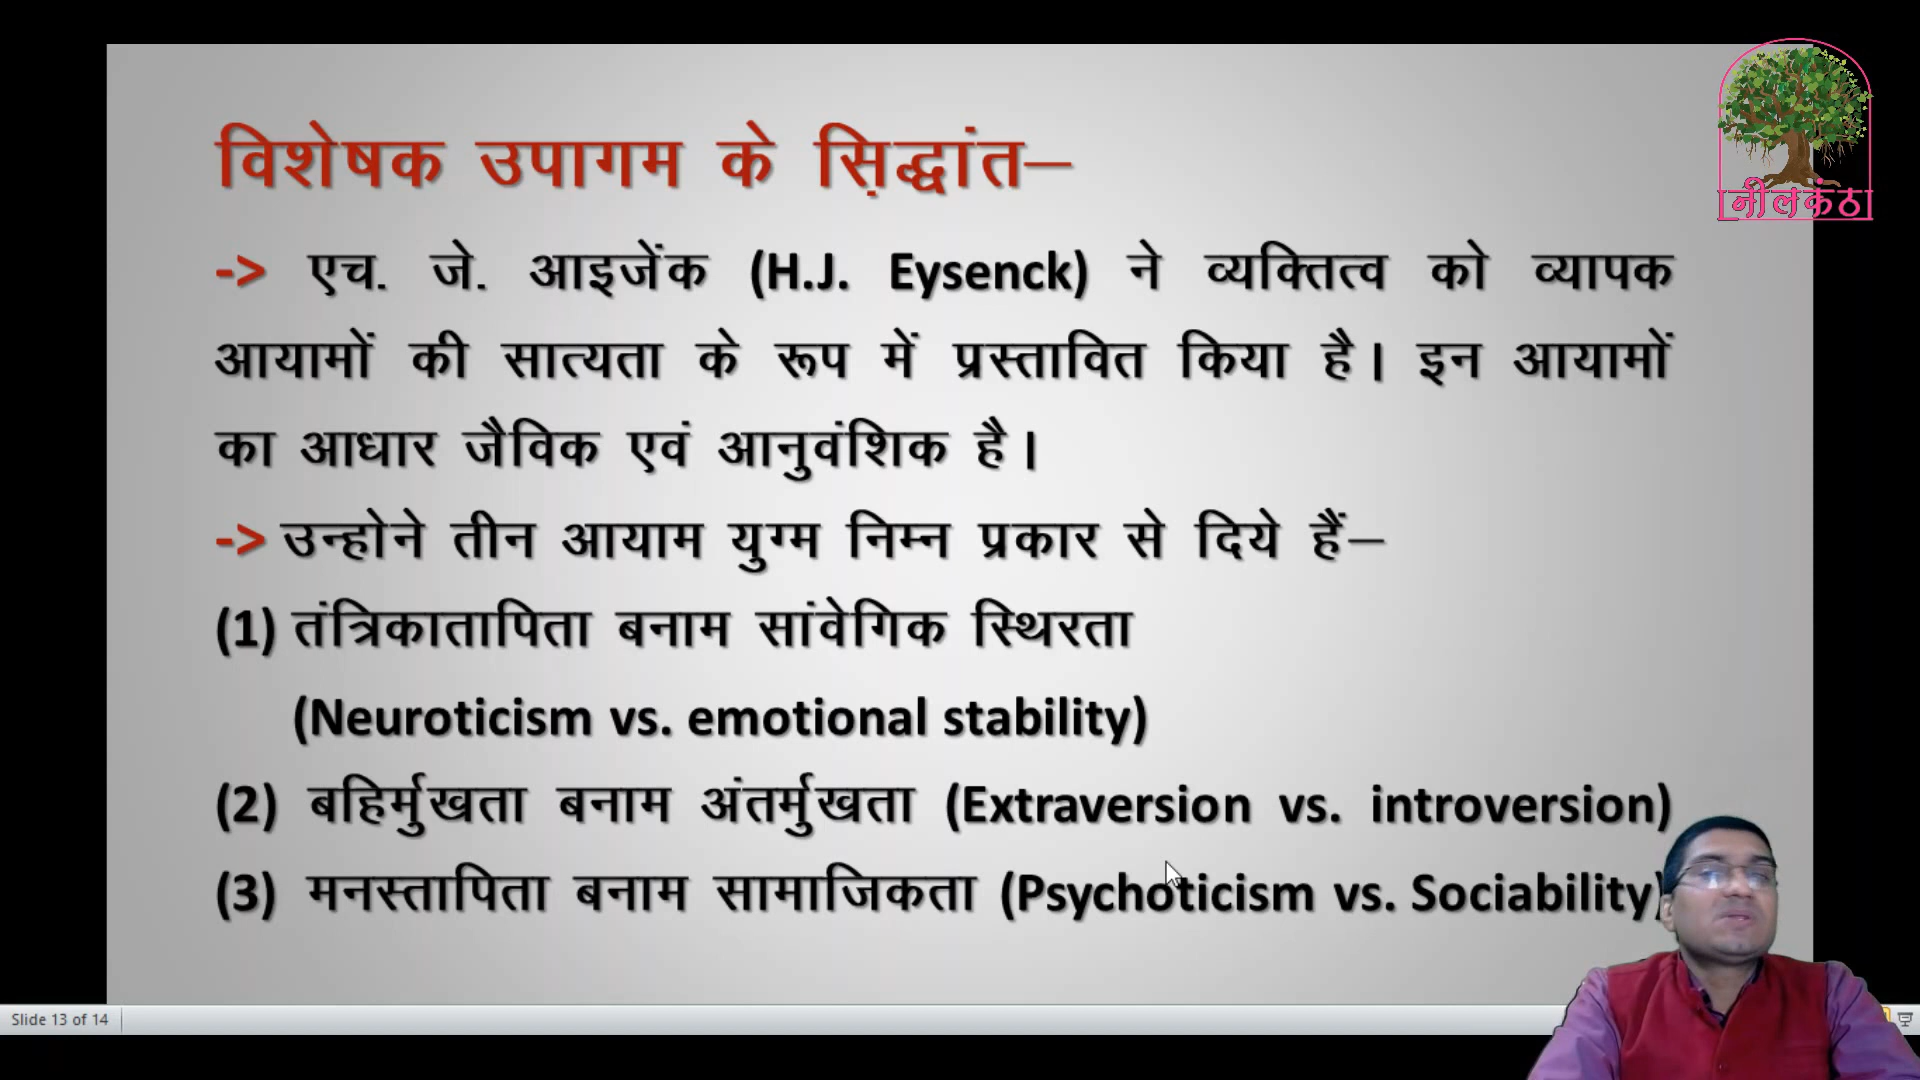 विशेषक उपागम के सि़द्धांत–
नीलकंठ
-> एच. जे. आइजेंक (H.J. Eysenck) ने व्यक्तित्व को व्यापक
आयामों की सात्यता के रूप में प्रस्तावित किया है। इन आयामों
का आधार जैविक एवं आनुवंशिक है।
-> उन्होने तीन आयाम युग्म निम्न प्रकार से दिये हैं–
(1) तंत्रिकातापिता बनाम सांवेगिक स्थिरता
(Neuroticism vs. emotional stability)
(2) बहिर्मुखता बनाम अंतर्मुखता (Extraversion vs. introversion)
(3) मनस्तापिता बनाम सामाजिकता (Psychoticism vs. Sociability)
Slide 13 of 14